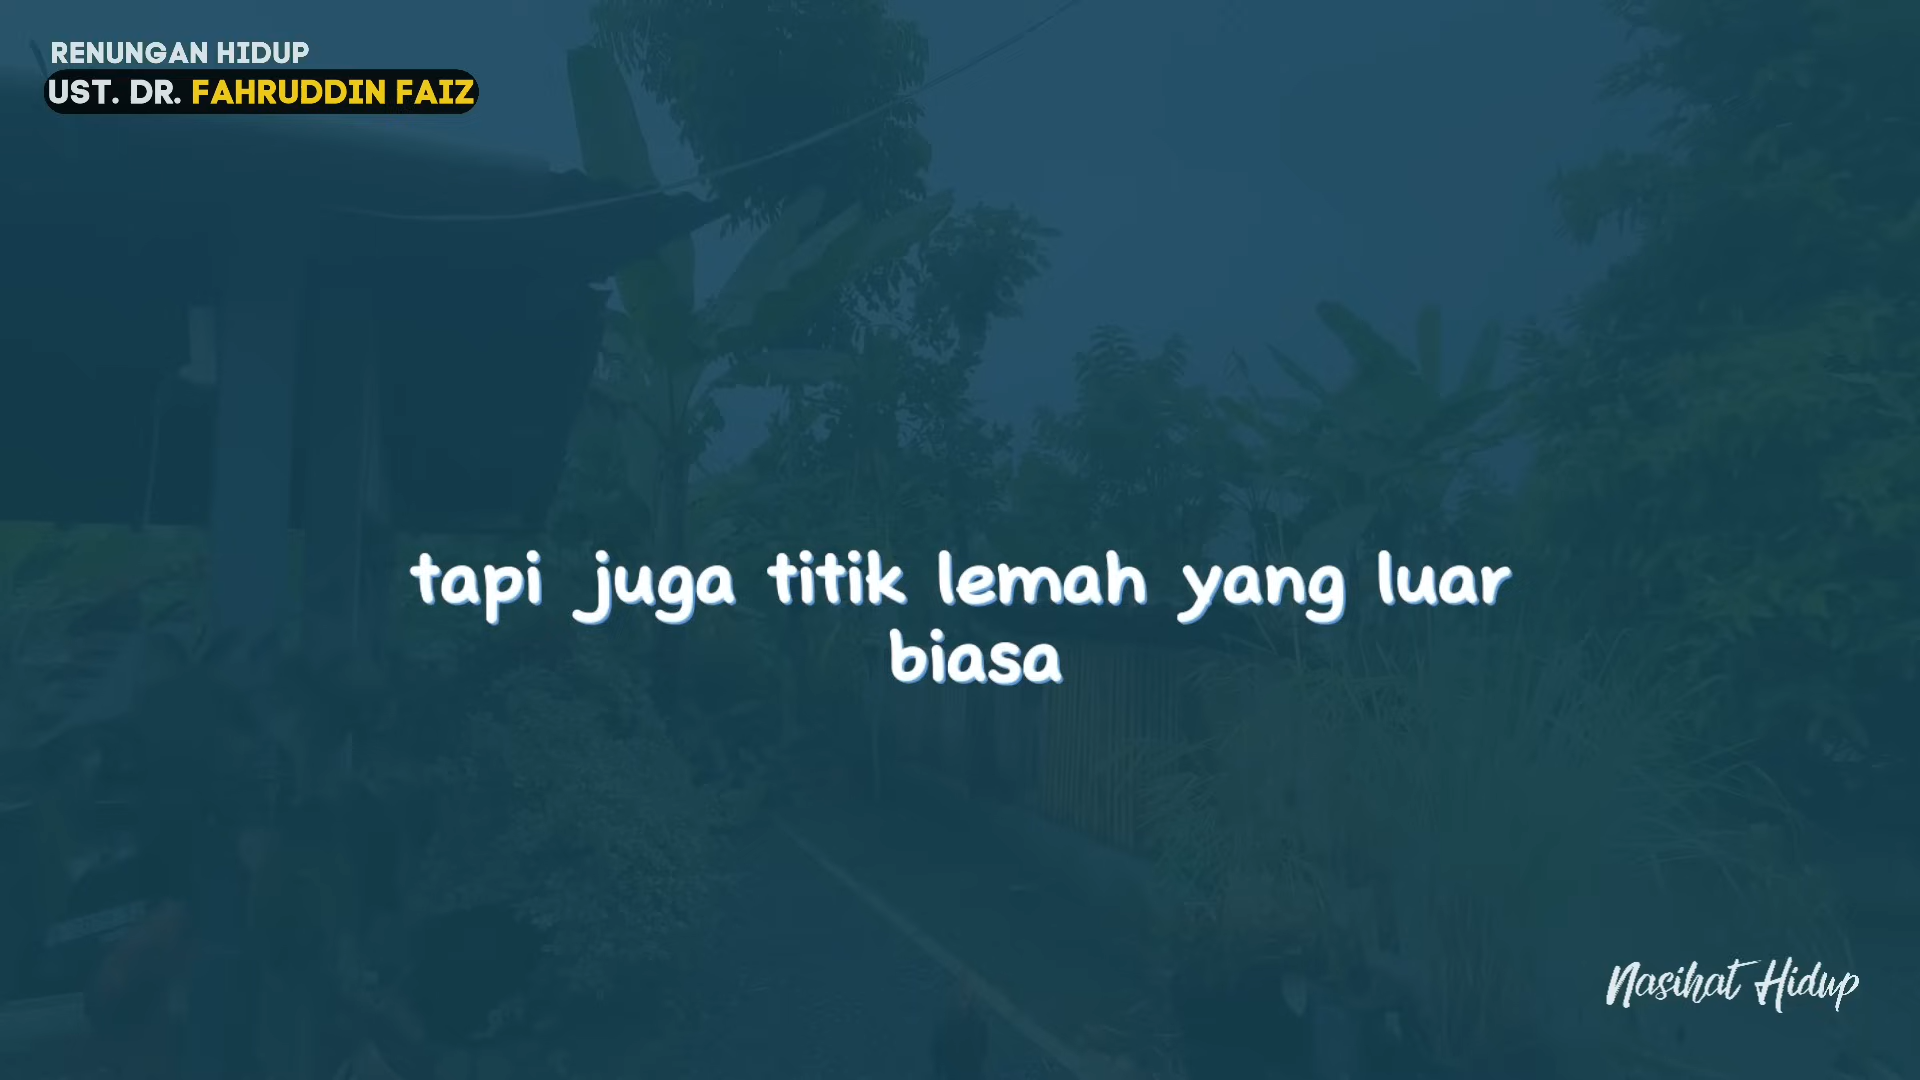 RENUNGAN HIDUP
UST. DR. FAHRUDDIN FAIZ
tapi juga titik lemah yang luar
biasa
Nasihat Hidup